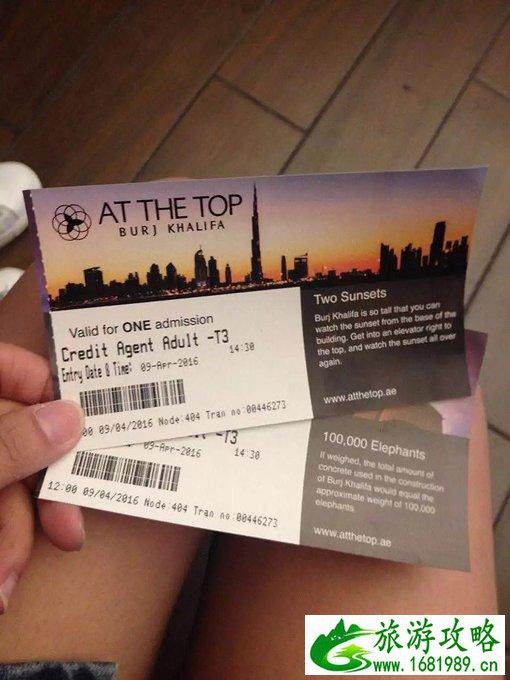 AT THE TOP
BURJ KHALIFA
Valid for ONE admission
Credit Agent Adult -T3
Entry Date & Time: 09-Apr-2016 14:30
:00 09/04/2016 Node:404 Tran no:00446273
Two Sunsets
Burj Khalifa is so tall that you can
watch the sunset from the base of the
building. Get into an elevator right to
the top, and watch the sunset all over
again.
www.atthetop.ae
-T3
09-Apr-2016 14:30
12:00 09/04/2016 Node:404 Tran no:00446273
100,000 Elephants
If weighed, the total amount of
concrete used in the construction
of Burj Khalifa would equal the
approximate weight of 100,000
elephants
www.atthetop.ae
旅游攻略
www.1681989.cn